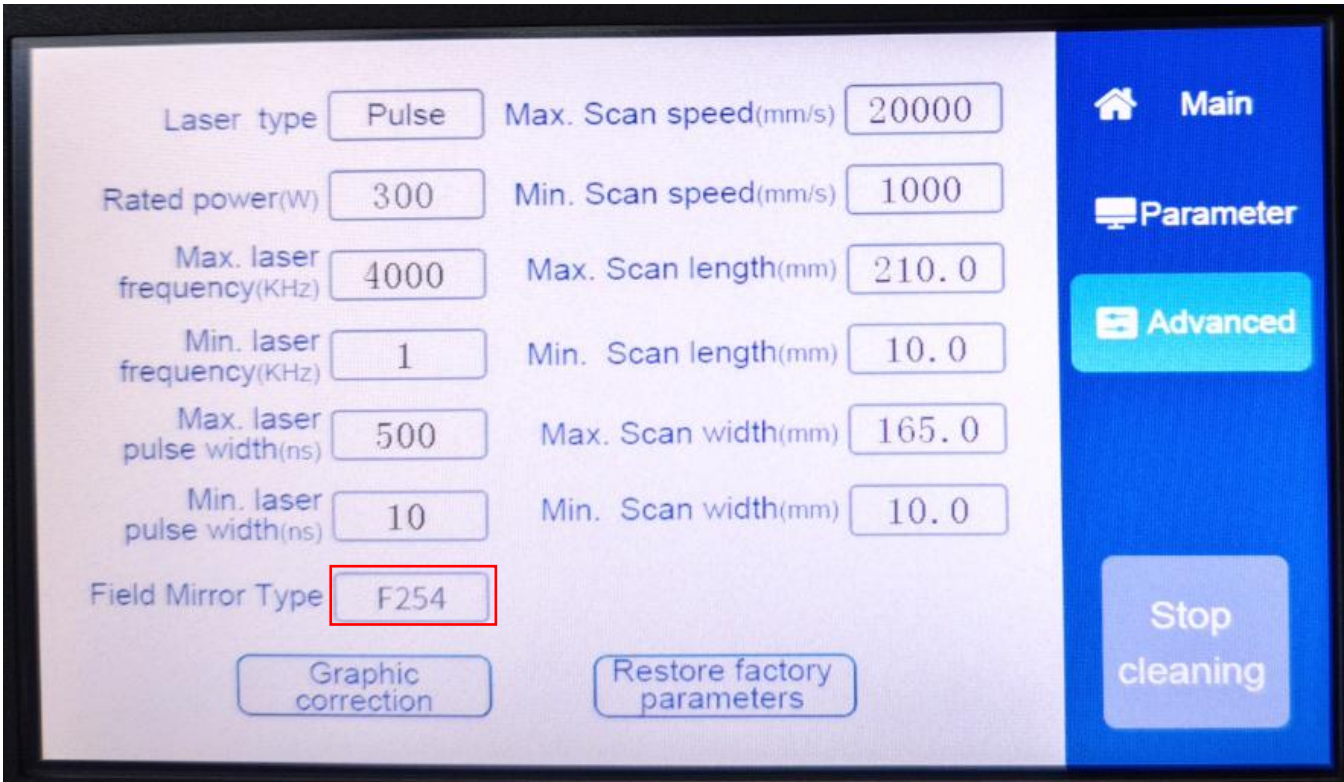 Laser type Pulse Max. Scan speed(mm/s) 20000
Rated power(W) 300 Min. Scan speed(mm/s) 1000
Max. laser
frequency(KHz) 4000 Max. Scan length(mm) 210.0
Min. laser
frequency(KHz) 1 Min. Scan length(mm) 10.0
Max. laser
pulse width(ns) 500 Max. Scan width(mm) 165.0
Min. laser
pulse width(ns) 10 Min. Scan width(mm) 10.0
Field Mirror Type F254
Graphic
correction
Restore factory
parameters
Main
Parameter
Advanced
Stop
cleaning